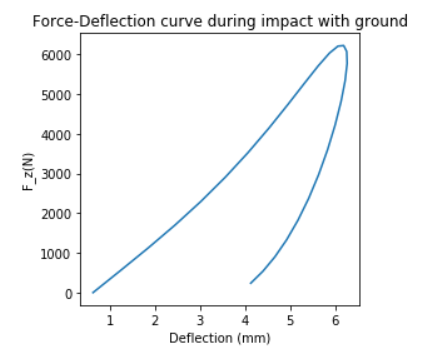 Force-Deflection curve during impact with ground
6000
5000
4000
3000
2000
1000
0
F_z(N)
1 2 3 4 5 6
Deflection (mm)